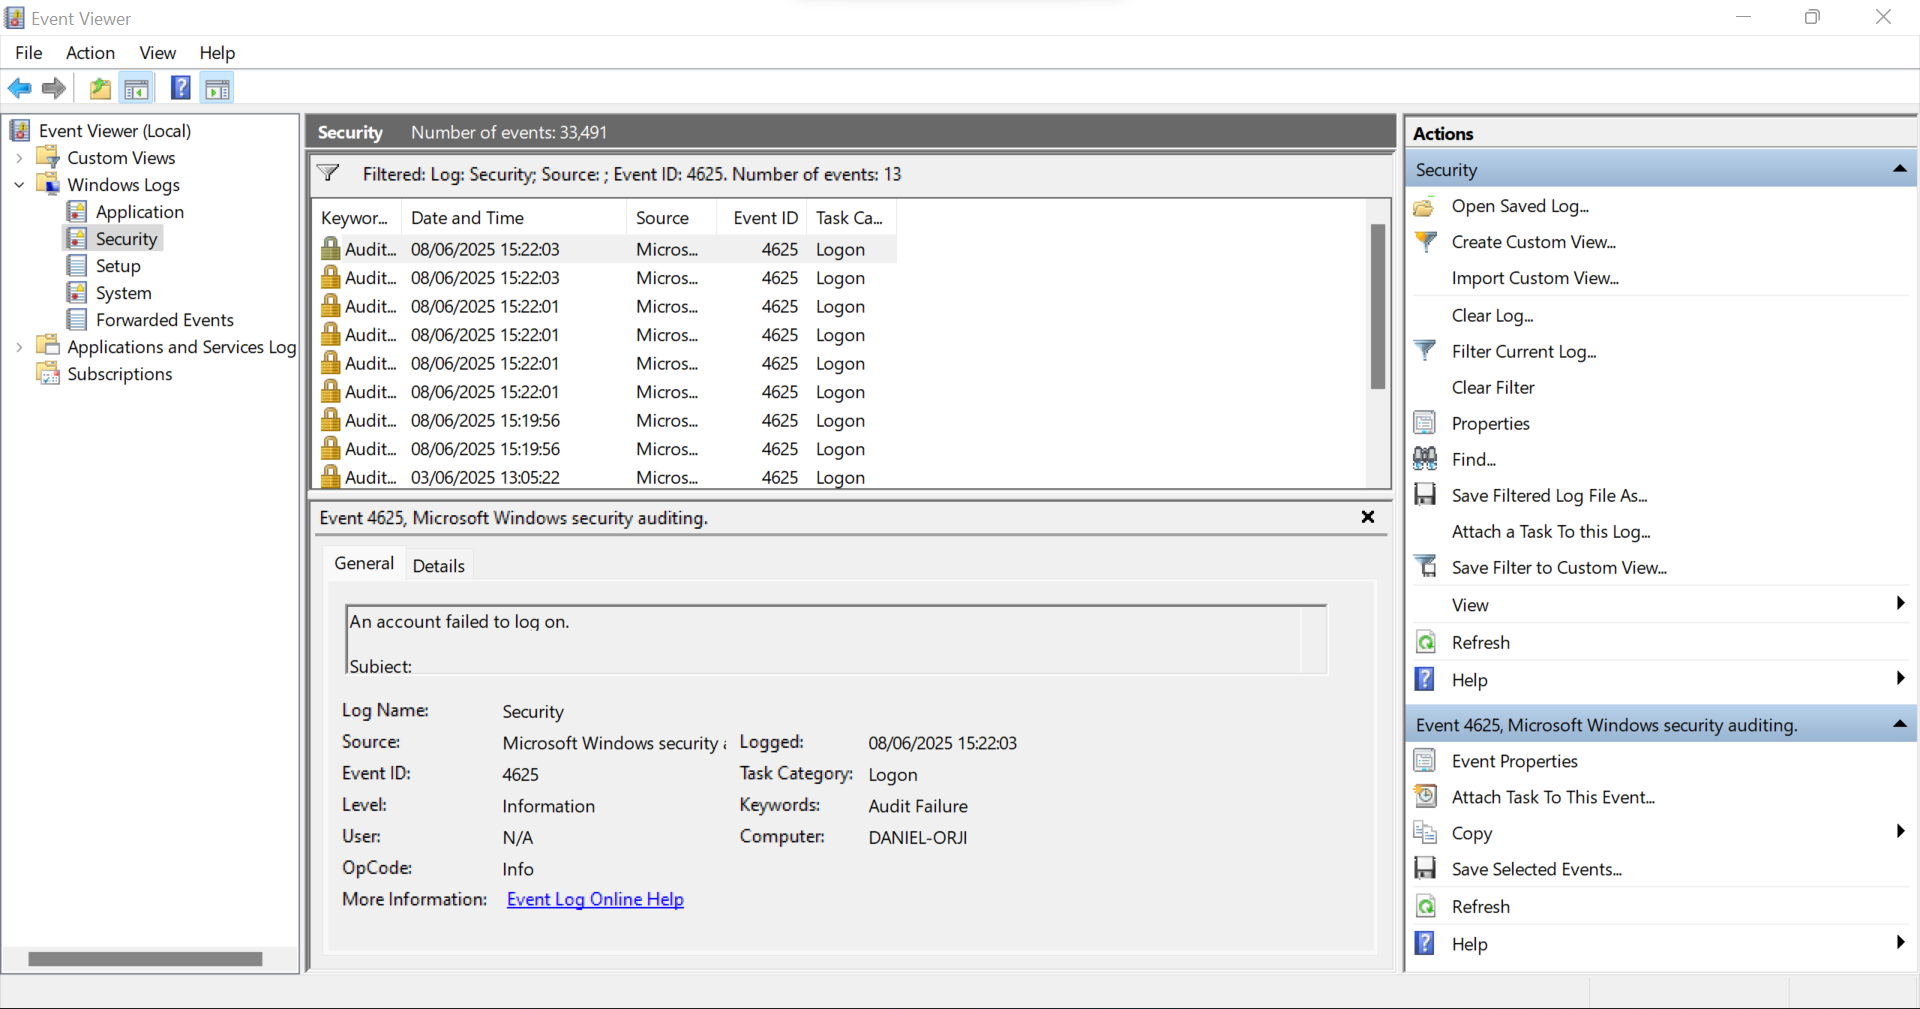 Event Viewer
File Action View Help
Event Viewer (Local)
Custom Views
Windows Logs
Application
Security
Setup
System
Forwarded Events
Applications and Services Log
Subscriptions
Security Number of events: 33,491
Filtered: Log: Security; Source: ; Event ID: 4625. Number of events: 13
Keywor... Date and Time Source Event ID Task Ca...
Audit... 08/06/2025 15:22:03 Micros... 4625 Logon
Audit... 08/06/2025 15:22:03 Micros... 4625 Logon
Audit... 08/06/2025 15:22:01 Micros... 4625 Logon
Audit... 08/06/2025 15:22:01 Micros... 4625 Logon
Audit... 08/06/2025 15:22:01 Micros... 4625 Logon
Audit... 08/06/2025 15:22:01 Micros... 4625 Logon
Audit... 08/06/2025 15:19:56 Micros... 4625 Logon
Audit... 08/06/2025 15:19:56 Micros... 4625 Logon
Audit... 03/06/2025 13:05:22 Micros... 4625 Logon
Event 4625, Microsoft Windows security auditing.
General Details
An account failed to log on.
Subject:
Log Name: Security
Source: Microsoft Windows security Logged: 08/06/2025 15:22:03
Event ID: 4625 Task Category: Logon
Level: Information Keywords: Audit Failure
User: N/A Computer: DANIEL-ORJI
OpCode: Info
More Information: Event Log Online Help
Actions
Security
Open Saved Log...
Create Custom View...
Import Custom View...
Clear Log...
Filter Current Log...
Clear Filter
Properties
Find...
Save Filtered Log File As...
Attach a Task To this Log...
Save Filter to Custom View...
View
Refresh
Help
Event 4625, Microsoft Windows security auditing.
Event Properties
Attach Task To This Event...
Copy
Save Selected Events...
Refresh
Help